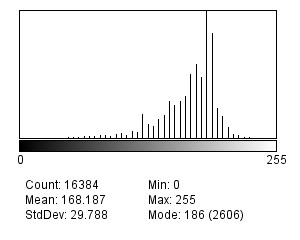 0 255
Count: 16384 Min: 0
Mean: 168.187 Max: 255
StdDev: 29.788 Mode: 186 (2606)